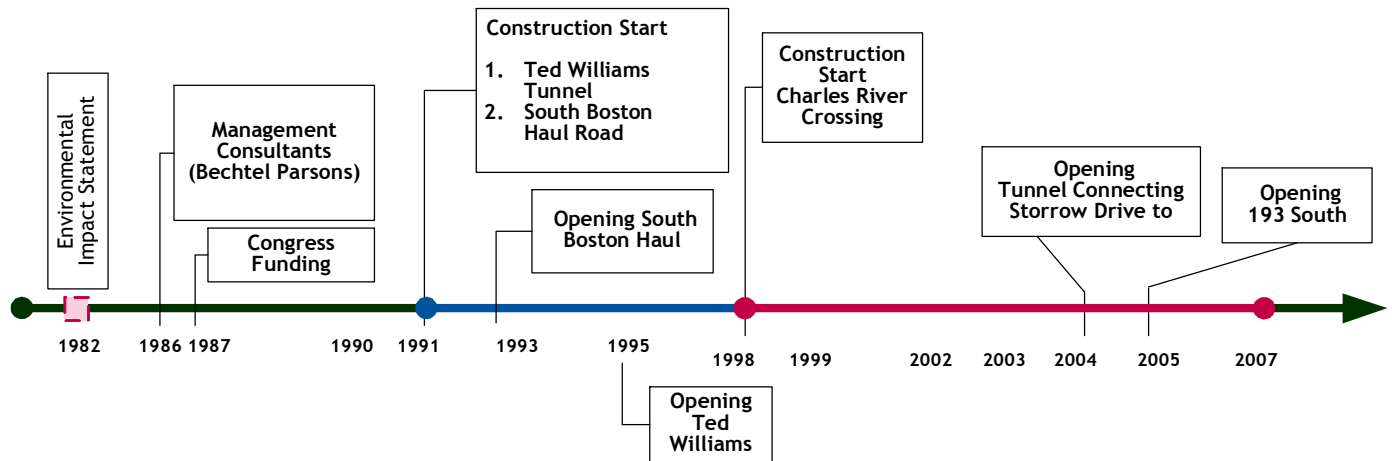 Environmental
Impact Statement
Management
Consultants
(Bechtel Parsons)
Congress
Funding
Construction Start
1. Ted Williams
Tunnel
2. South Boston
Haul Road
Opening South
Boston Haul
Construction
Start
Charles River
Crossing
Opening
Tunnel Connecting
Storrow Drive to
Opening
193 South
1982
1986
1987
1990
1991
1993
1995
1998
1999
2002
2003
2004
2005
2007
Opening
Ted
Williams